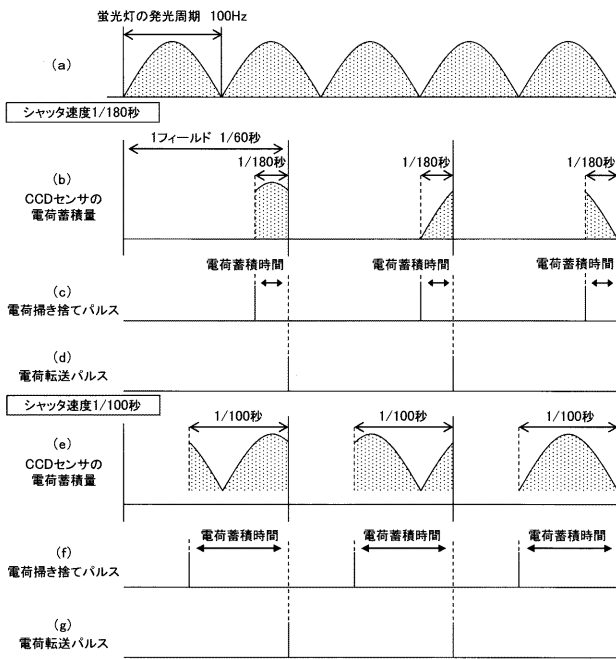 蛍光灯の発光周期 100Hz
(a)
シャッタ速度1/180秒
1フィールド 1/60秒
1/180秒 1/180秒 1/180秒
(b)
CCDセンサの
電荷蓄積量
電荷蓄積時間 電荷蓄積時間 電荷蓄積時間
(c)
電荷掃き捨てパルス
(d)
電荷転送パルス
シャッタ速度1/100秒
1/100秒 1/100秒 1/100秒
(e)
CCDセンサの
電荷蓄積量
電荷蓄積時間 電荷蓄積時間 電荷蓄積時間
(f)
電荷掃き捨てパルス
(g)
電荷転送パルス